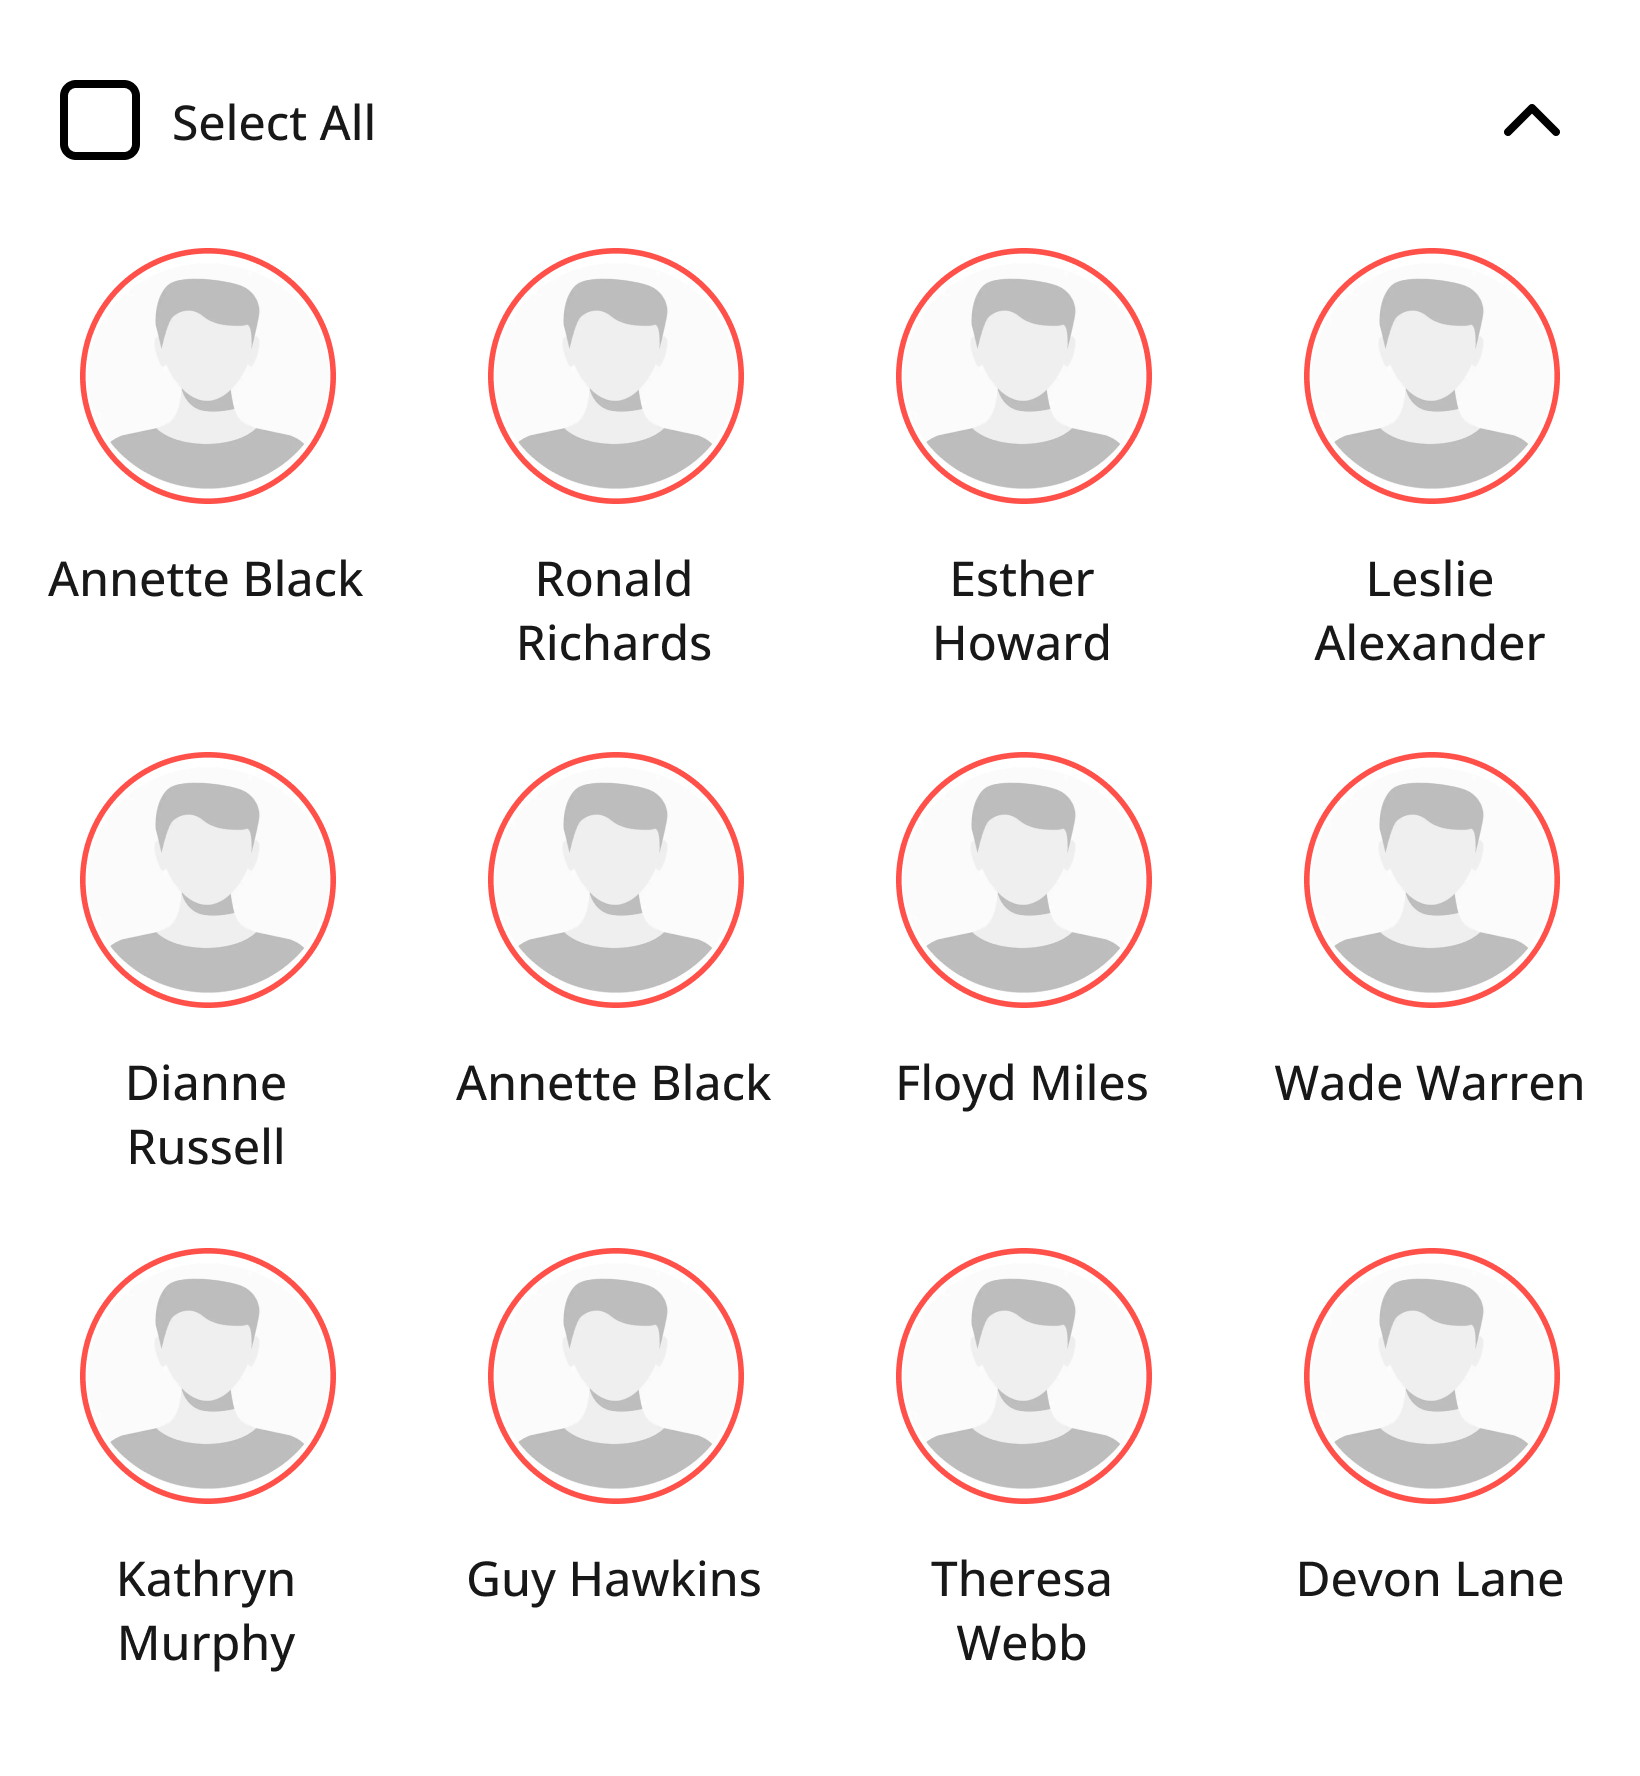 Select All
Annette Black
Ronald
Richards
Esther
Howard
Leslie
Alexander
Dianne
Russell
Annette Black
Floyd Miles
Wade Warren
Kathryn
Murphy
Guy Hawkins
Theresa
Webb
Devon Lane